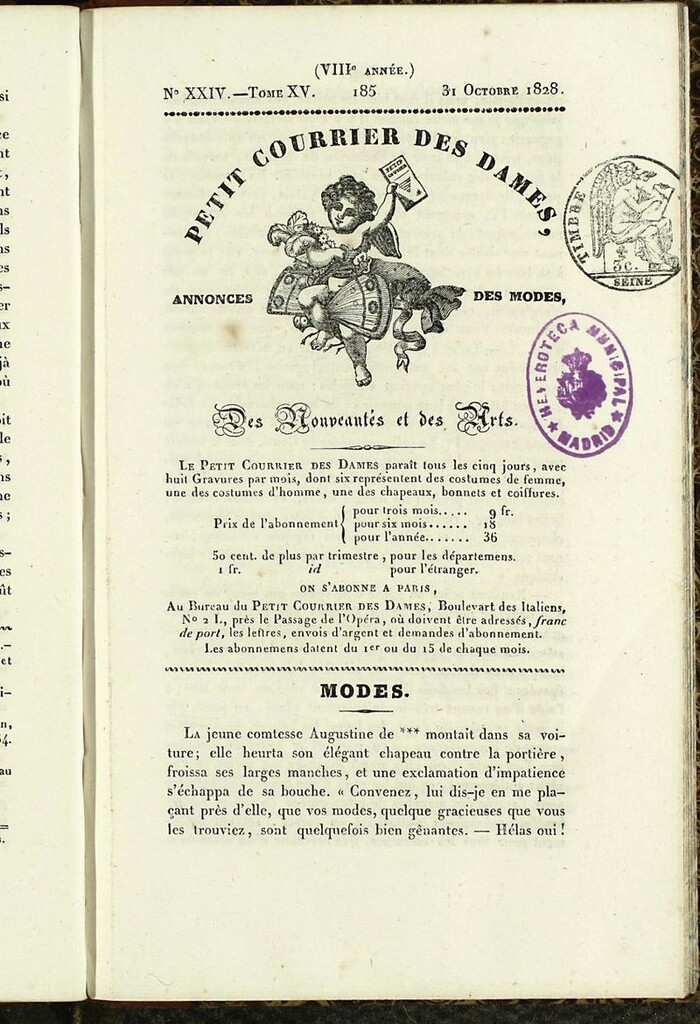 (VIIIe ANNÉE.)
No XXIV.—TOME XV. 185 31 OCTOBRE 1828.
PETIT COURRIER DES DAMES,
TIMBRE
5c.
SEINE
ANNONCES DES MODES,
HEMEROTECA MUNICIPAL
MADRID
Des Nouveautés et des Arts.
LE PETIT COURRIER DES DAMES paraît tous les cinq jours, avec
huit Gravures par mois, dont six représentent des costumes de femme,
une des costumes d'homme, une des chapeaux, bonnets et coiffures.
Prix de l'abonnement { pour trois mois..... 9 fr.
pour six mois...... 18
pour l'année....... 36
50 cent. de plus par trimestre, pour les départemens.
1 fr. id pour l'étranger.
ON S'ABONNE A PARIS,
Au Bureau du PETIT COURRIER DES DAMES, Boulevart des Italiens,
No 2 L, près le Passage de l'Opéra, où doivent être adressés, franc
de port, les lettres, envois d'argent et demandes d'abonnement.
Les abonnemens datent du 1er ou du 15 de chaque mois.
MODES.
LA jeune comtesse Augustine de *** montait dans sa voi-
ture; elle heurta son élégant chapeau contre la portière,
froissa ses larges manches, et une exclamation d'impatience
s'échappa de sa bouche. « Convenez, lui dis-je en me pla-
çant près d'elle, que vos modes, quelque gracieuses que vous
les trouviez, sont quelquefois bien gênantes. — Hélas oui!